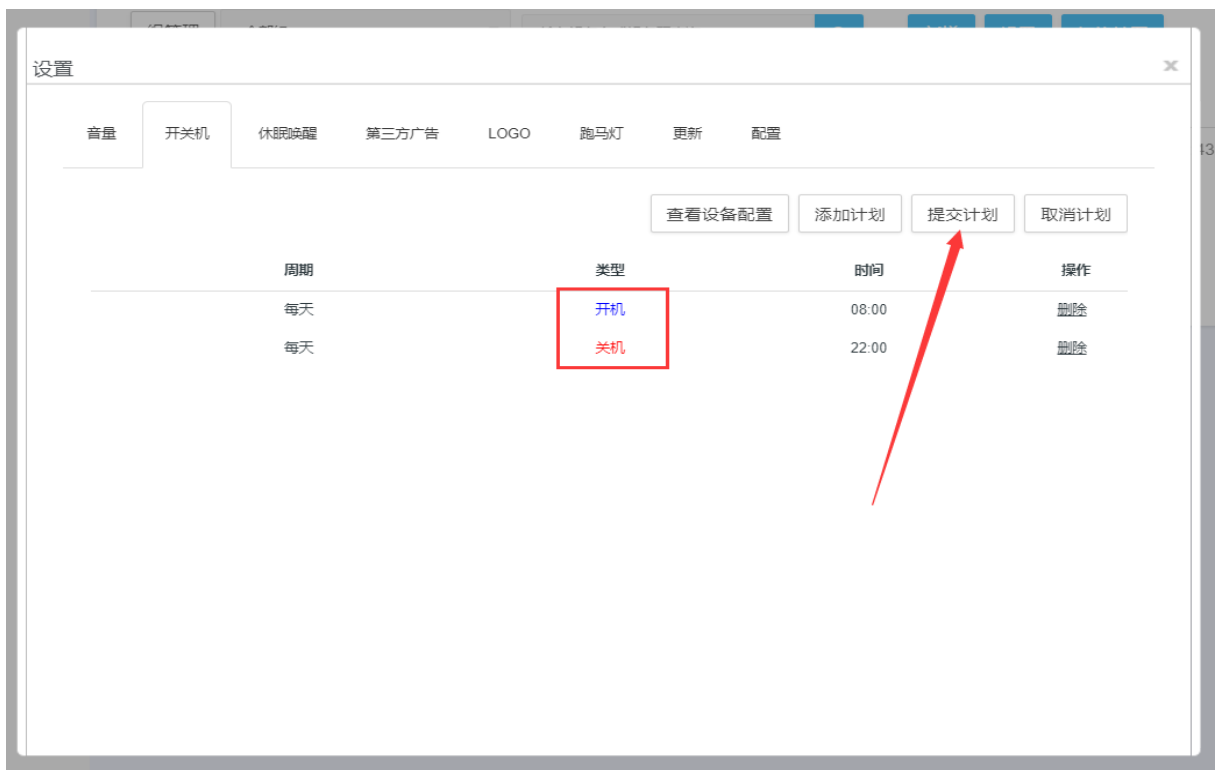 设置
×
音量 开关机 休眠唤醒 第三方广告 LOGO 跑马灯 更新 配置
查看设备配置 添加计划 提交计划 取消计划
周期 类型 时间 操作
每天 开机 08:00 删除
每天 关机 22:00 删除